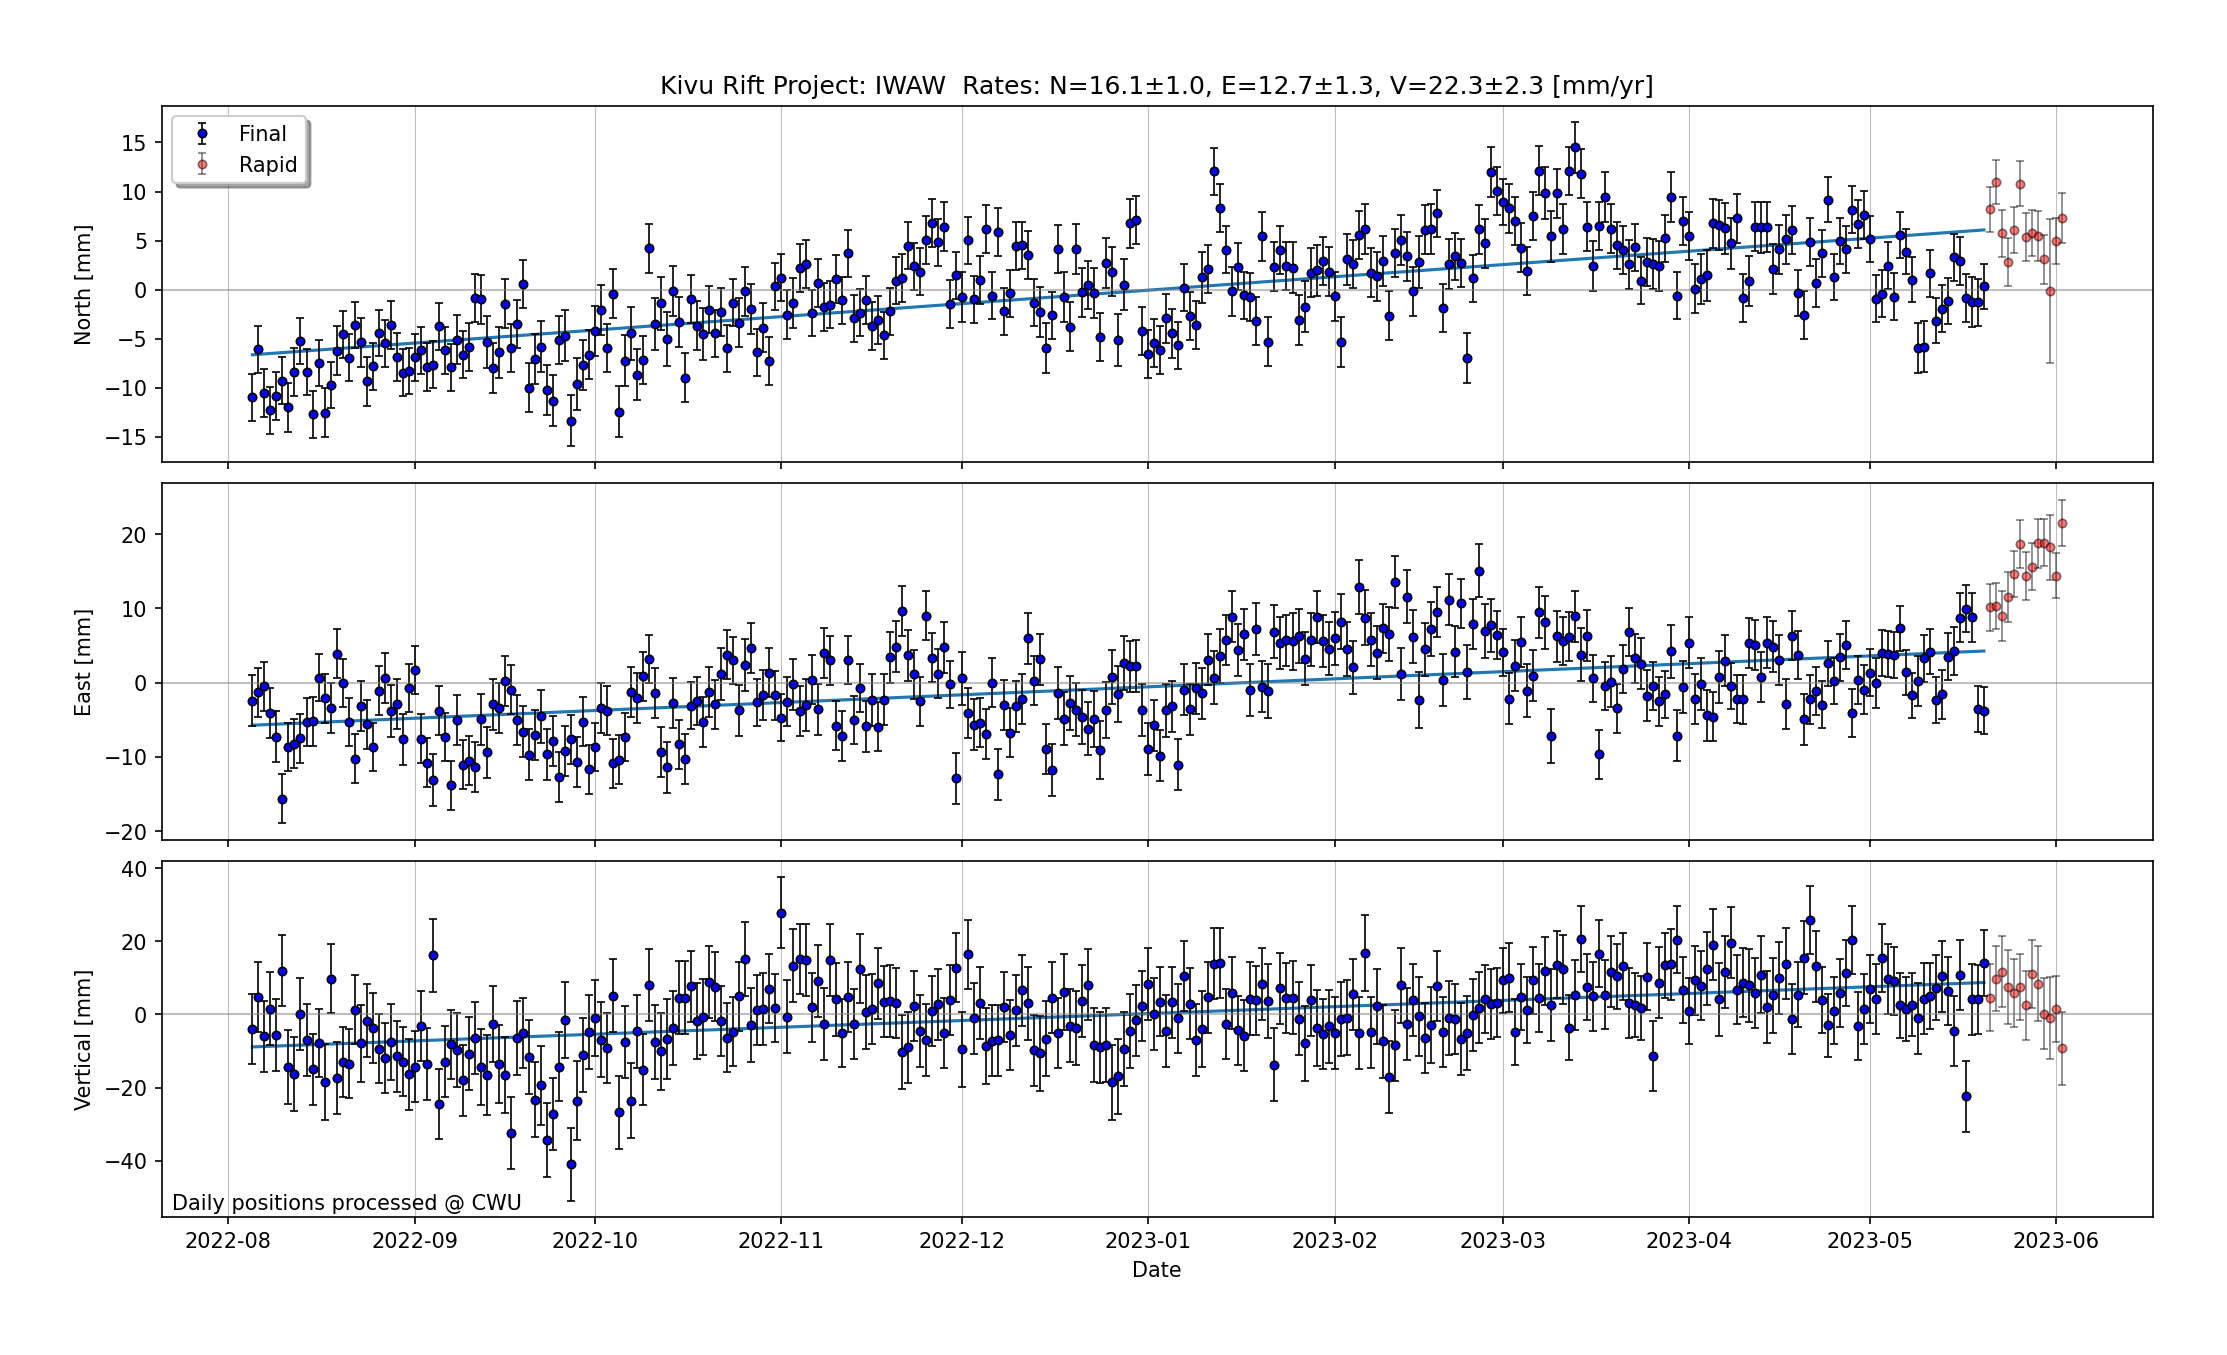 Kivu Rift Project: IWAW  Rates: N=16.1±1.0, E=12.7±1.3, V=22.3±2.3 [mm/yr]
Final
Rapid
North [mm]
15
10
5
0
−5
−10
−15
East [mm]
20
10
0
−10
−20
Vertical [mm]
40
20
0
−20
−40
Daily positions processed @ CWU
2022-08 2022-09 2022-10 2022-11 2022-12 2023-01 2023-02 2023-03 2023-04 2023-05 2023-06
Date